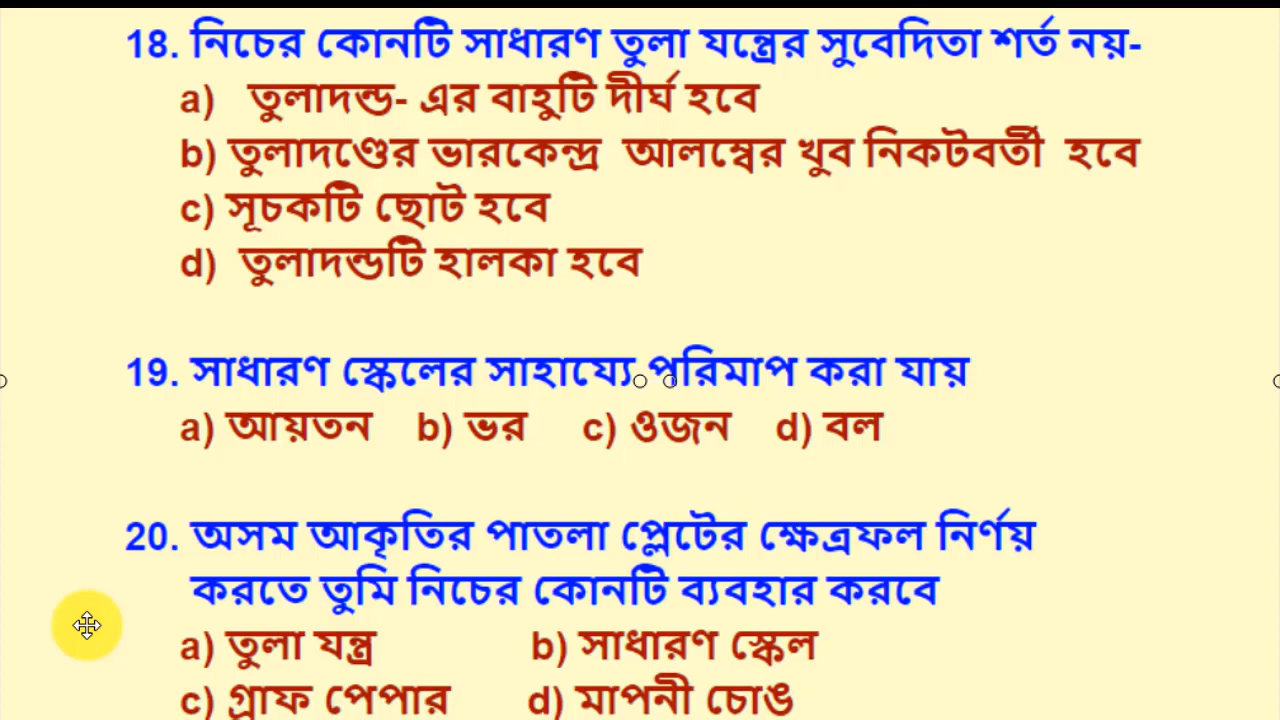 18. নিচের কোনটি সাধারণ তুলা যন্ত্রের সুবেদিতা শর্ত নয়-
a) তুলাদন্ড- এর বাহুটি দীর্ঘ হবে
b) তুলাদণ্ডের ভারকেন্দ্র আলম্বের খুব নিকটবর্তী হবে
c) সূচকটি ছোট হবে
d) তুলাদন্ডটি হালকা হবে
19. সাধারণ স্কেলের সাহায্যে পরিমাপ করা যায়
a) আয়তন b) ভর c) ওজন d) বল
20. অসম আকৃতির পাতলা প্লেটের ক্ষেত্রফল নির্ণয়
করতে তুমি নিচের কোনটি ব্যবহার করবে
a) তুলা যন্ত্র b) সাধারণ স্কেল
c) গ্রাফ পেপার d) মাপনী চোঙ